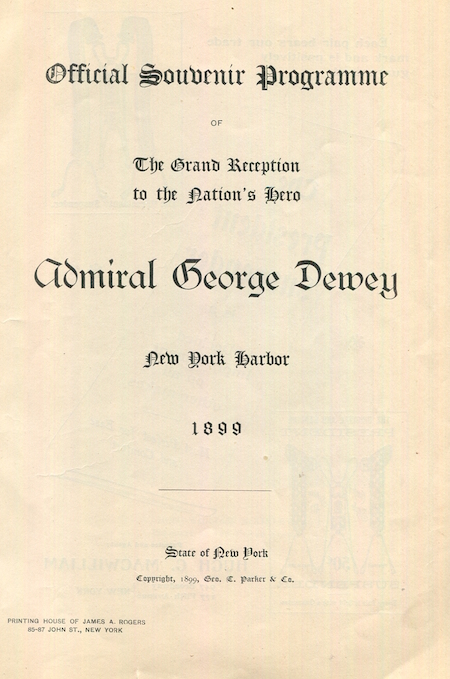 Official Souvenir Programme
OF
The Grand Reception
to the Nation's Hero
Admiral George Dewey
New York Harbor
1899
State of New York
Copyright, 1899, Geo. T. Parker & Co.
PRINTING HOUSE OF JAMES A. ROGERS
85-87 JOHN ST., NEW YORK